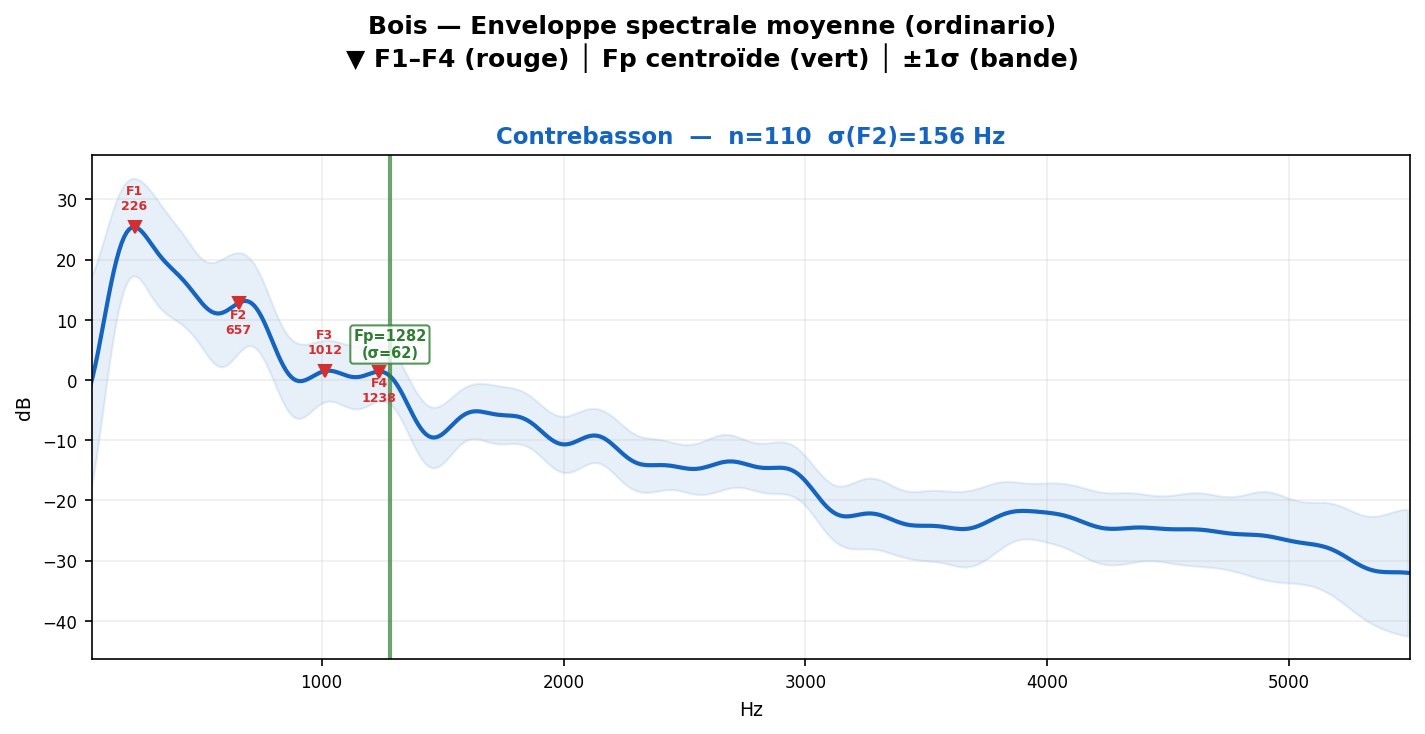 Bois — Enveloppe spectrale moyenne (ordinario)
▼ F1–F4 (rouge) │ Fp centroïde (vert) │ ±1σ (bande)
Contrebasson — n=110 σ(F2)=156 Hz
dB
30
20
10
0
−10
−20
−30
−40
F1
226
F2
657
F3
1012
Fp=1282
(σ=62)
F4
1238
1000
2000
3000
4000
5000
Hz